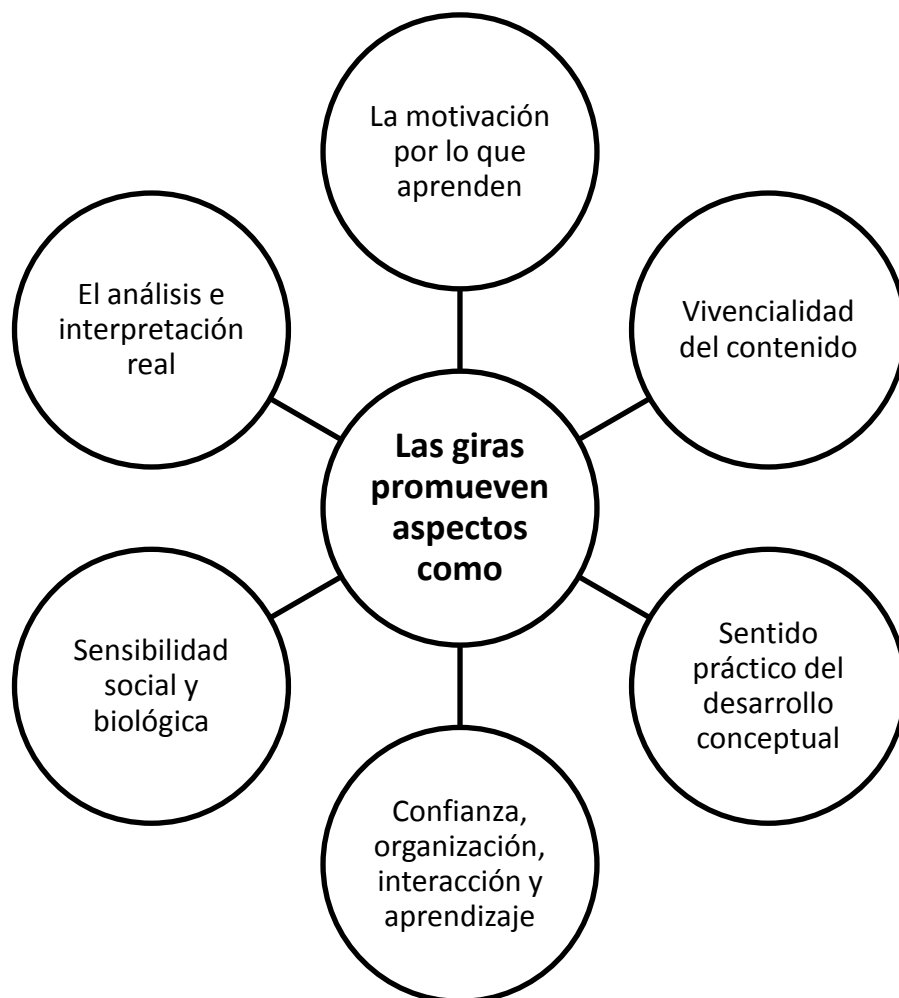 La motivación
por lo que
aprenden
Vivencialidad
del contenido
Sentido
práctico del
desarrollo
conceptual
Confianza,
organización,
interacción y
aprendizaje
Sensibilidad
social y
biológica
El análisis e
interpretación
real
Las giras
promueven
aspectos
como